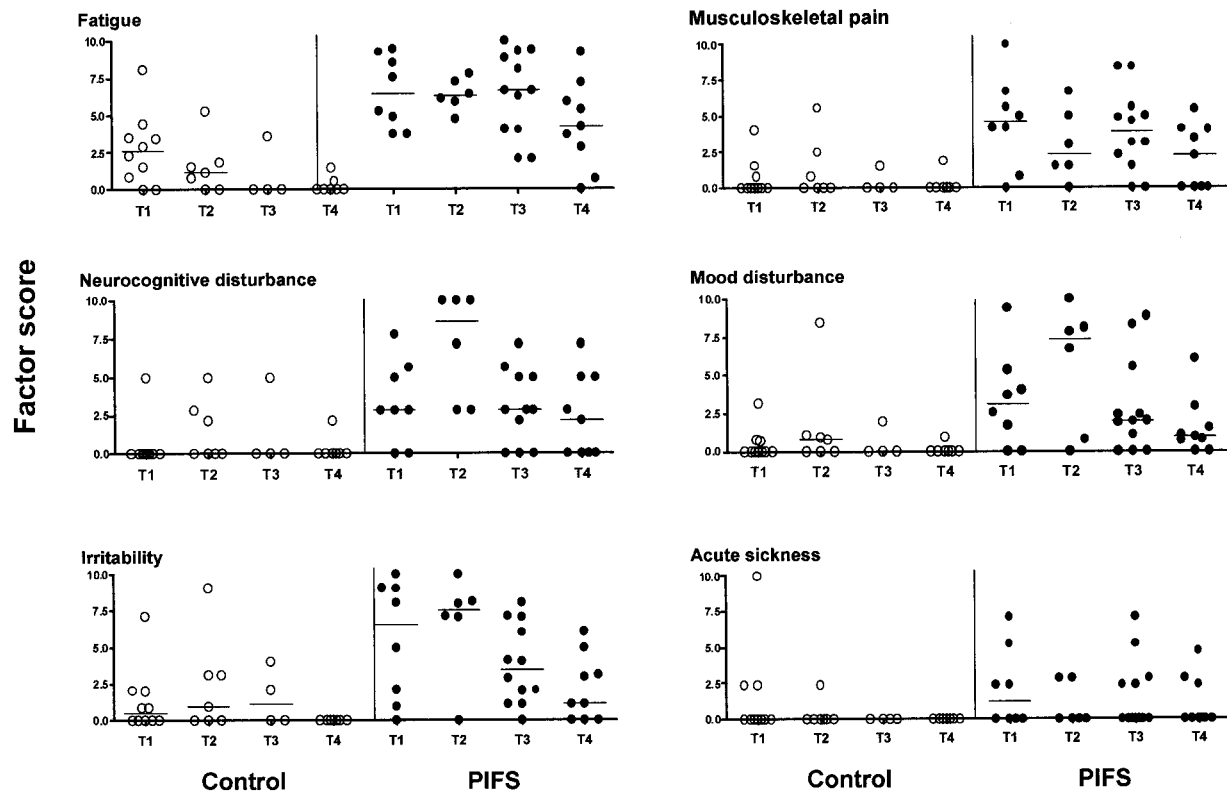 Fatigue
10.0
7.5
5.0
2.5
0.0
T1 T2 T3 T4 T1 T2 T3 T4
Musculoskeletal pain
10.0
7.5
5.0
2.5
0.0
T1 T2 T3 T4 T1 T2 T3 T4
Factor score
Neurocognitive disturbance
10.0
7.5
5.0
2.5
0.0
T1 T2 T3 T4 T1 T2 T3 T4
Mood disturbance
10.0
7.5
5.0
2.5
0.0
T1 T2 T3 T4 T1 T2 T3 T4
Irritability
10.0
7.5
5.0
2.5
0.0
T1 T2 T3 T4 T1 T2 T3 T4
Control PIFS
Acute sickness
10.0
7.5
5.0
2.5
0.0
T1 T2 T3 T4 T1 T2 T3 T4
Control PIFS